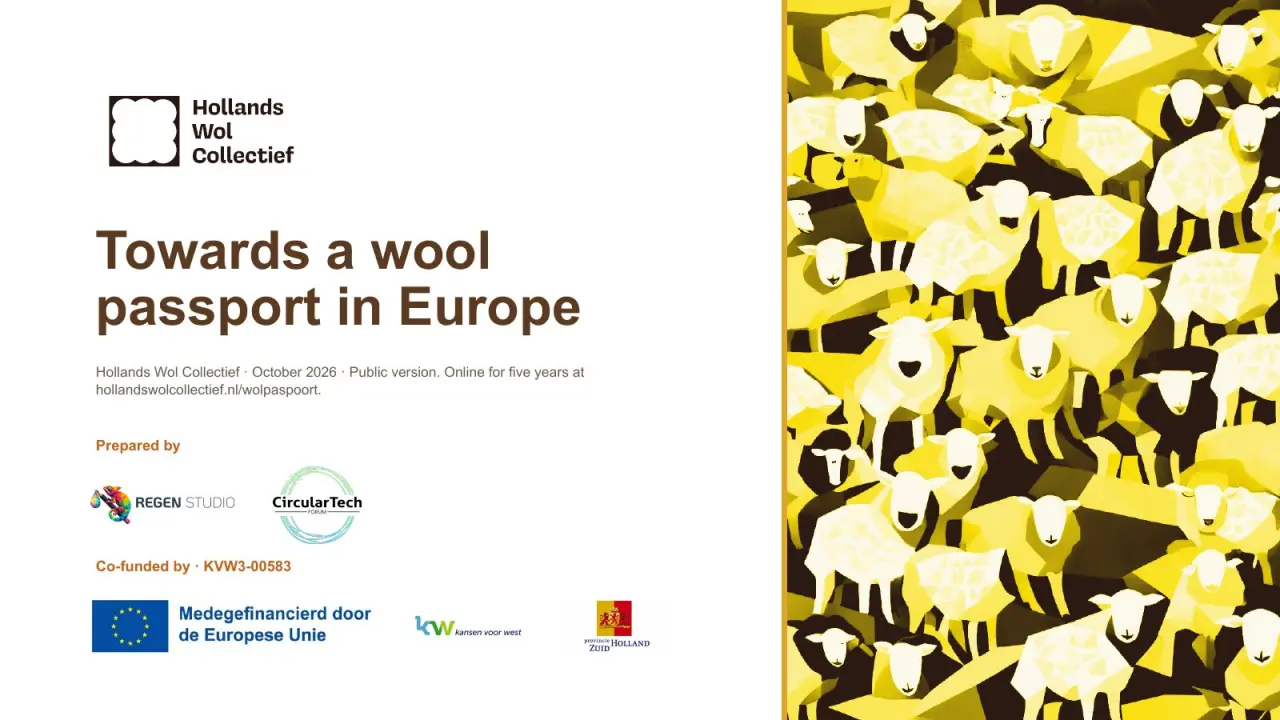 Hollands
Wol
Collectief
Towards a wool
passport in Europe
Hollands Wol Collectief · October 2026 · Public version. Online for five years at
hollandswolcollectief.nl/wolpaspoort.
Prepared by
REGEN STUDIO
CircularTech
FORUM
Co-funded by · KVW3-00583
Medegefinancierd door
de Europese Unie
kw kansen voor west
provincie
ZUID HOLLAND